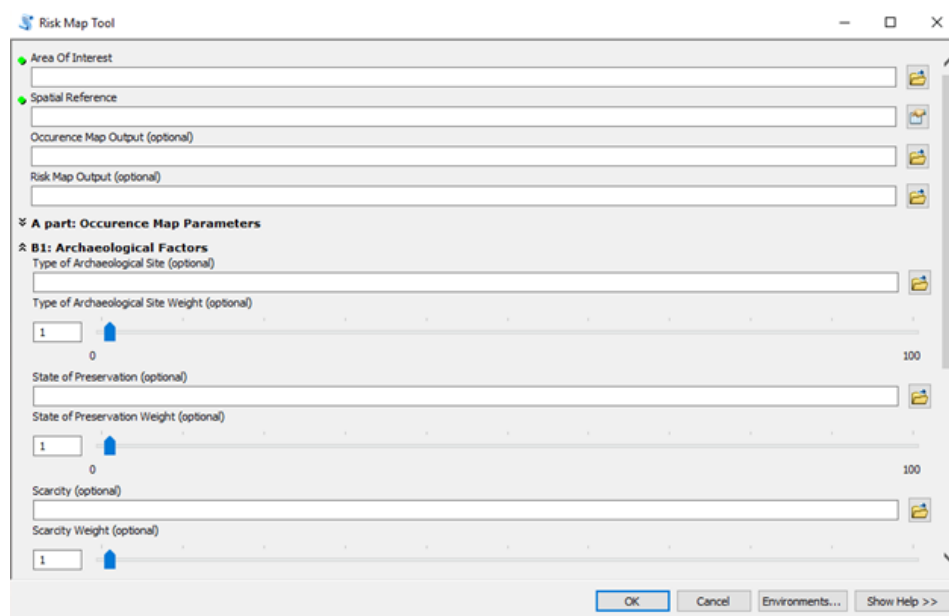 Risk Map Tool
Area Of Interest
Spatial Reference
Occurence Map Output (optional)
Risk Map Output (optional)
A part: Occurence Map Parameters
B1: Archaeological Factors
Type of Archaeological Site (optional)
Type of Archaeological Site Weight (optional)
1
0 100
State of Preservation (optional)
State of Preservation Weight (optional)
1
0 100
Scarcity (optional)
Scarcity Weight (optional)
1
OK Cancel Environments... Show Help >>